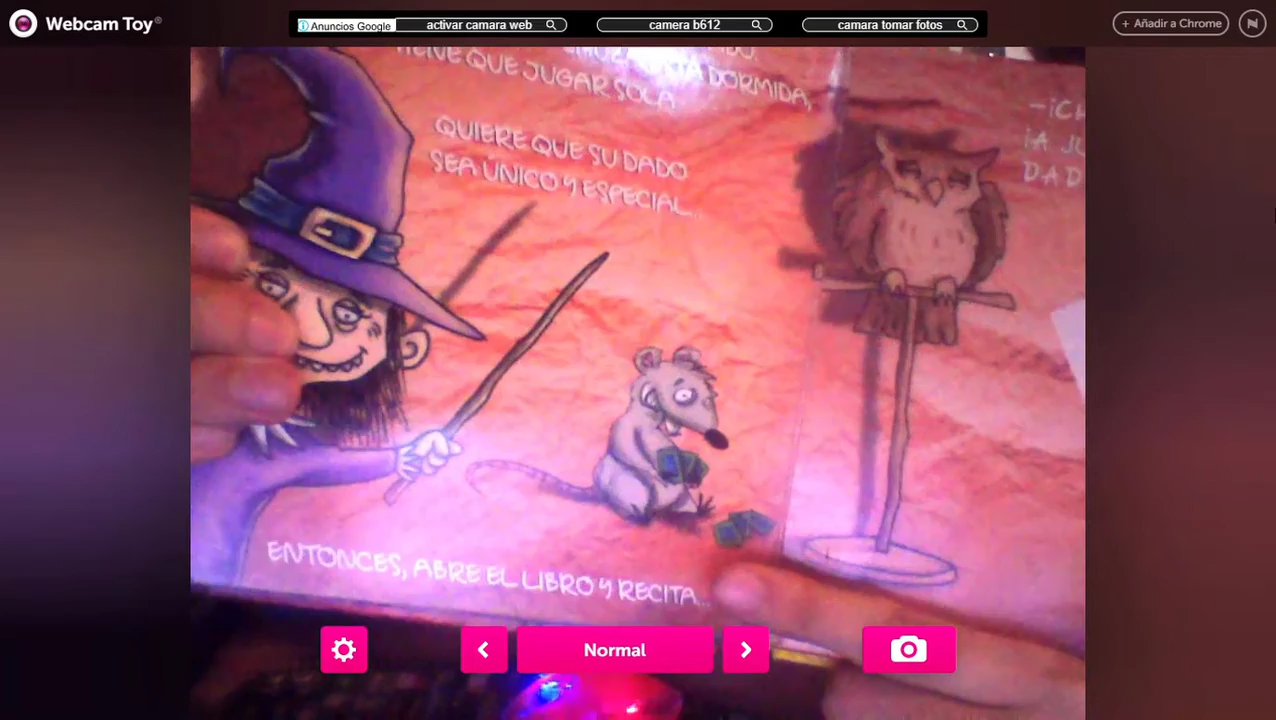 Webcam Toy®
Anuncios Google
activar camara web
camera b612
camara tomar fotos
+ Añadir a Chrome
QUE JUGAR SOLA
DORMIDA,
QUIERE QUE SU DADO
SEA ÚNICO Y ESPECIAL...
ENTONCES, ABRE EL LIBRO Y RECITA...
Normal